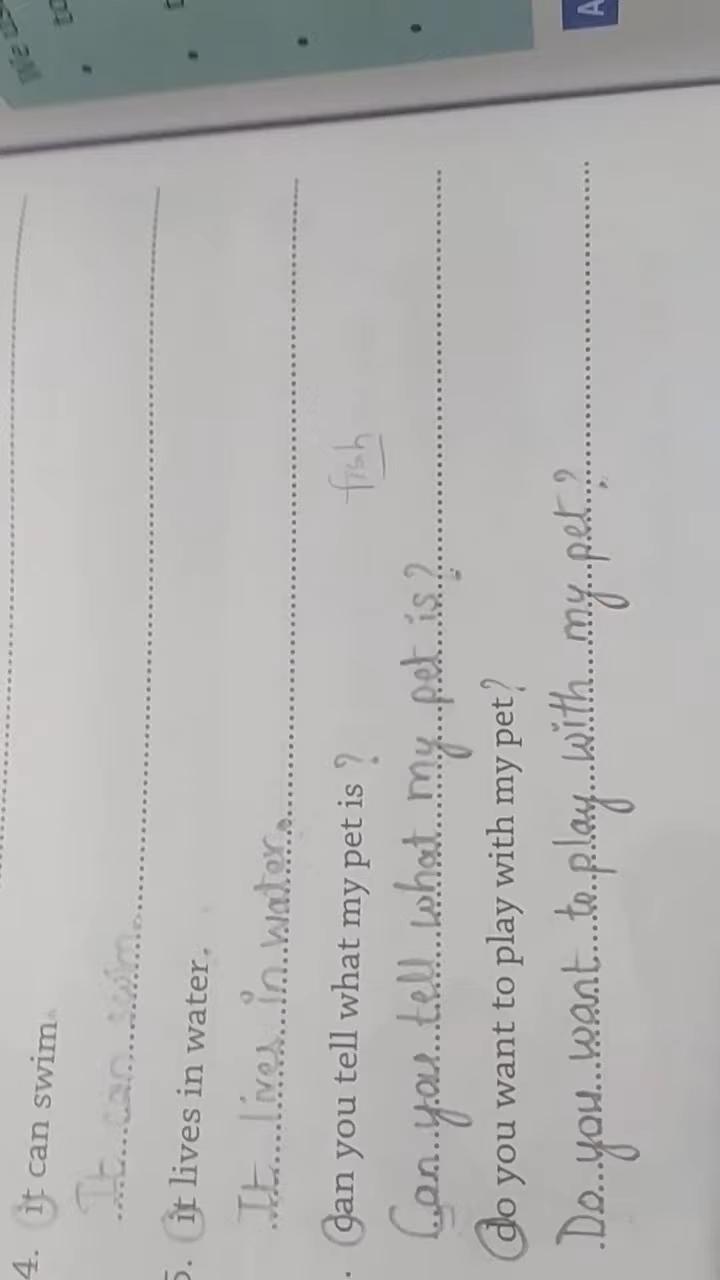 4. it can swim.
It can swim.
5. it lives in water.
It lives in water.
. can you tell what my pet is ?
fish
Can you tell what my pet is ?
do you want to play with my pet?
Do you want to play with my pet ?
A